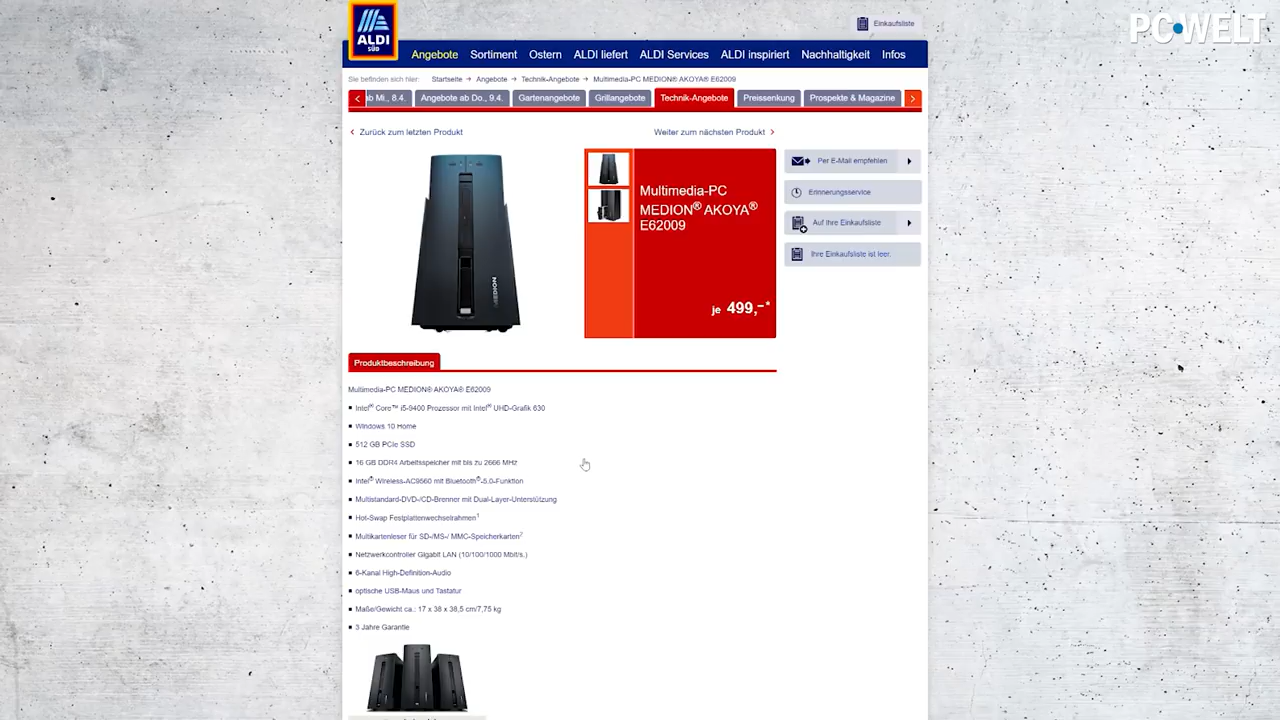 PC WELT
ALDI
SÜD
Einkaufsliste
Angebote Sortiment Ostern ALDI liefert ALDI Services ALDI inspiriert Nachhaltigkeit Infos
Sie befinden sich hier: Startseite → Angebote → Technik-Angebote → Multimedia-PC MEDION® AKOYA® E62009
ab Mi., 8.4. Angebote ab Do., 9.4. Gartenangebote Grillangebote Technik-Angebote Preissenkung Prospekte & Magazine
Zurück zum letzten Produkt Weiter zum nächsten Produkt
Multimedia-PC
MEDION® AKOYA®
E62009
je 499,–*
MEDION
Per E-Mail empfehlen
Erinnerungsservice
Auf Ihre Einkaufsliste
Ihre Einkaufsliste ist leer.
Produktbeschreibung
Multimedia-PC MEDION® AKOYA® E62009
Intel® Core™ i5-9400 Prozessor mit Intel® UHD-Grafik 630
Windows 10 Home
512 GB PCIe SSD
16 GB DDR4 Arbeitsspeicher mit bis zu 2666 MHz
Intel® Wireless-AC9560 mit Bluetooth®-5.0-Funktion
Multistandard-DVD-/CD-Brenner mit Dual-Layer-Unterstützung
Hot-Swap Festplattenwechselrahmen¹
Multikartenleser für SD-/MS-/ MMC-Speicherkarten²
Netzwerkcontroller Gigabit LAN (10/100/1000 Mbit/s.)
6-Kanal High-Definition-Audio
optische USB-Maus und Tastatur
Maße/Gewicht ca.: 17 x 38 x 38,5 cm/7,75 kg
3 Jahre Garantie